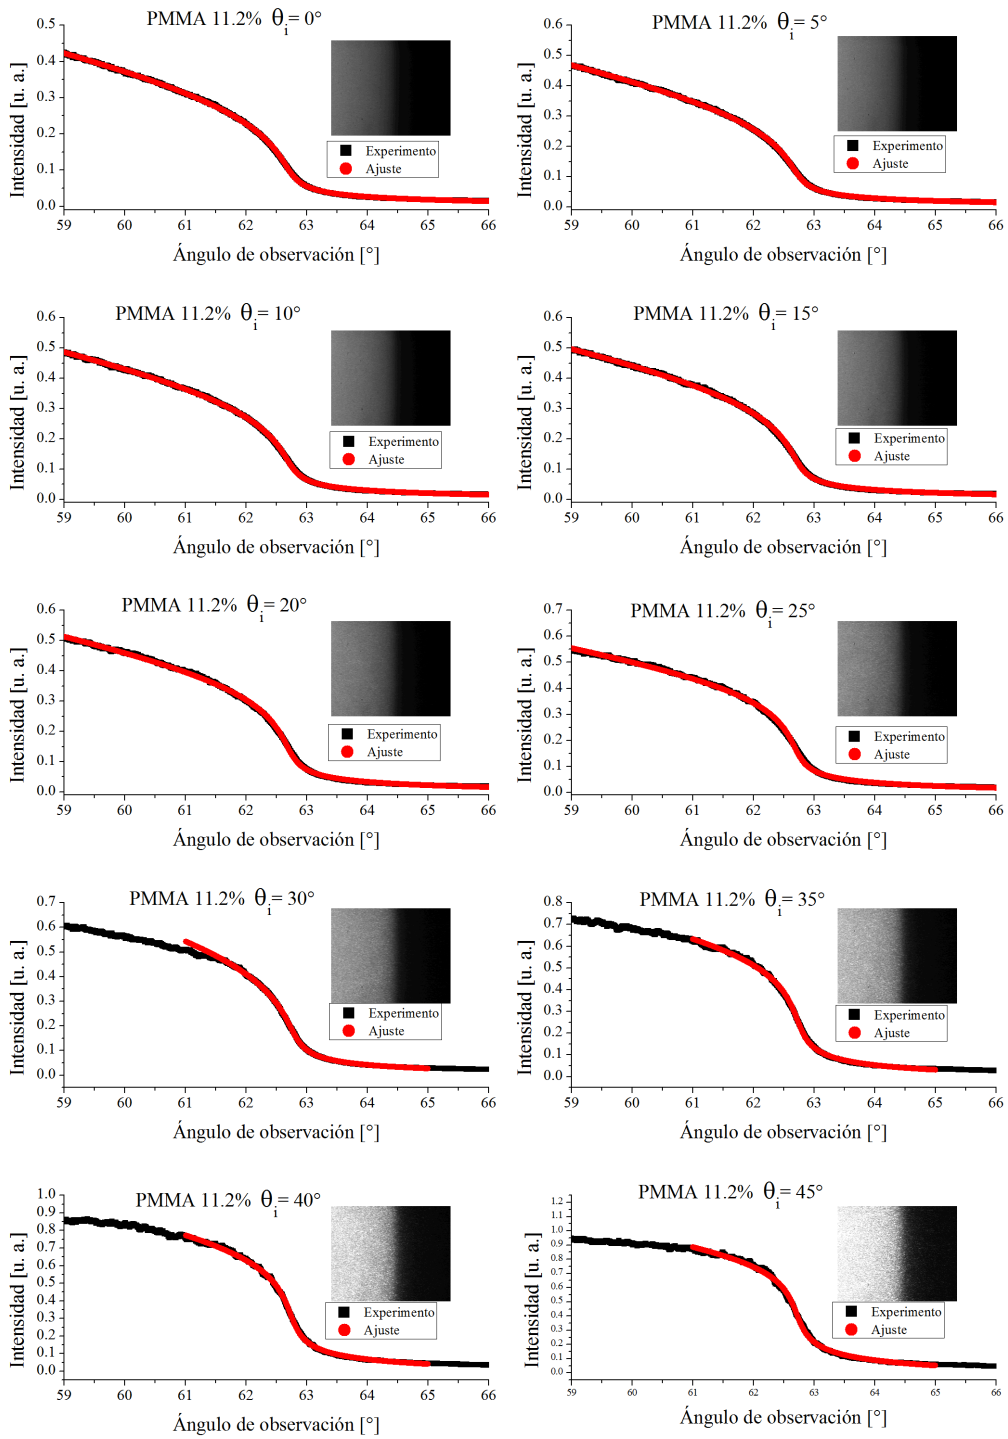 PMMA 11.2% θi= 0°
Intensidad [u. a.]
0.5
0.4
0.3
0.2
0.1
0.0
Experimento
Ajuste
59 60 61 62 63 64 65 66
Ángulo de observación [°]
PMMA 11.2% θi= 5°
Intensidad [u. a.]
0.6
0.5
0.4
0.3
0.2
0.1
0.0
Experimento
Ajuste
59 60 61 62 63 64 65 66
Ángulo de observación [°]
PMMA 11.2% θi= 10°
Intensidad [u. a.]
0.6
0.5
0.4
0.3
0.2
0.1
0.0
Experimento
Ajuste
59 60 61 62 63 64 65 66
Ángulo de observación [°]
PMMA 11.2% θi= 15°
Intensidad [u. a.]
0.6
0.5
0.4
0.3
0.2
0.1
0.0
Experimento
Ajuste
59 60 61 62 63 64 65 66
Ángulo de observación [°]
PMMA 11.2% θi= 20°
Intensidad [u. a.]
0.6
0.5
0.4
0.3
0.2
0.1
0.0
Experimento
Ajuste
59 60 61 62 63 64 65 66
Ángulo de observación [°]
PMMA 11.2% θi= 25°
Intensidad [u. a.]
0.7
0.6
0.5
0.4
0.3
0.2
0.1
0.0
Experimento
Ajuste
59 60 61 62 63 64 65 66
Ángulo de observación [°]
PMMA 11.2% θi= 30°
Intensidad [u. a.]
0.7
0.6
0.5
0.4
0.3
0.2
0.1
0.0
Experimento
Ajuste
59 60 61 62 63 64 65 66
Ángulo de observación [°]
PMMA 11.2% θi= 35°
Intensidad [u. a.]
0.8
0.7
0.6
0.5
0.4
0.3
0.2
0.1
0.0
Experimento
Ajuste
59 60 61 62 63 64 65 66
Ángulo de observación [°]
PMMA 11.2% θi= 40°
Intensidad [u. a.]
1.0
0.9
0.8
0.7
0.6
0.5
0.4
0.3
0.2
0.1
0.0
Experimento
Ajuste
59 60 61 62 63 64 65 66
Ángulo de observación [°]
PMMA 11.2% θi= 45°
Intensidad [u. a.]
1.2
1.1
1.0
0.9
0.8
0.7
0.6
0.5
0.4
0.3
0.2
0.1
0.0
Experimento
Ajuste
59 60 61 62 63 64 65 66
Ángulo de observación [°]